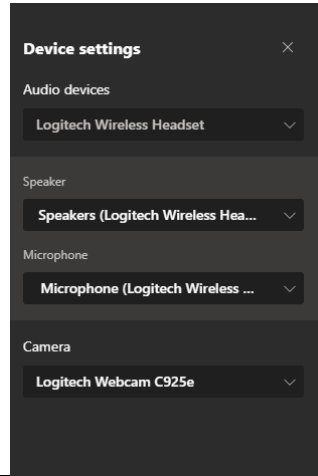 Device settings
Audio devices
Logitech Wireless Headset
Speaker
Speakers (Logitech Wireless Hea...
Microphone
Microphone (Logitech Wireless ...
Camera
Logitech Webcam C925e